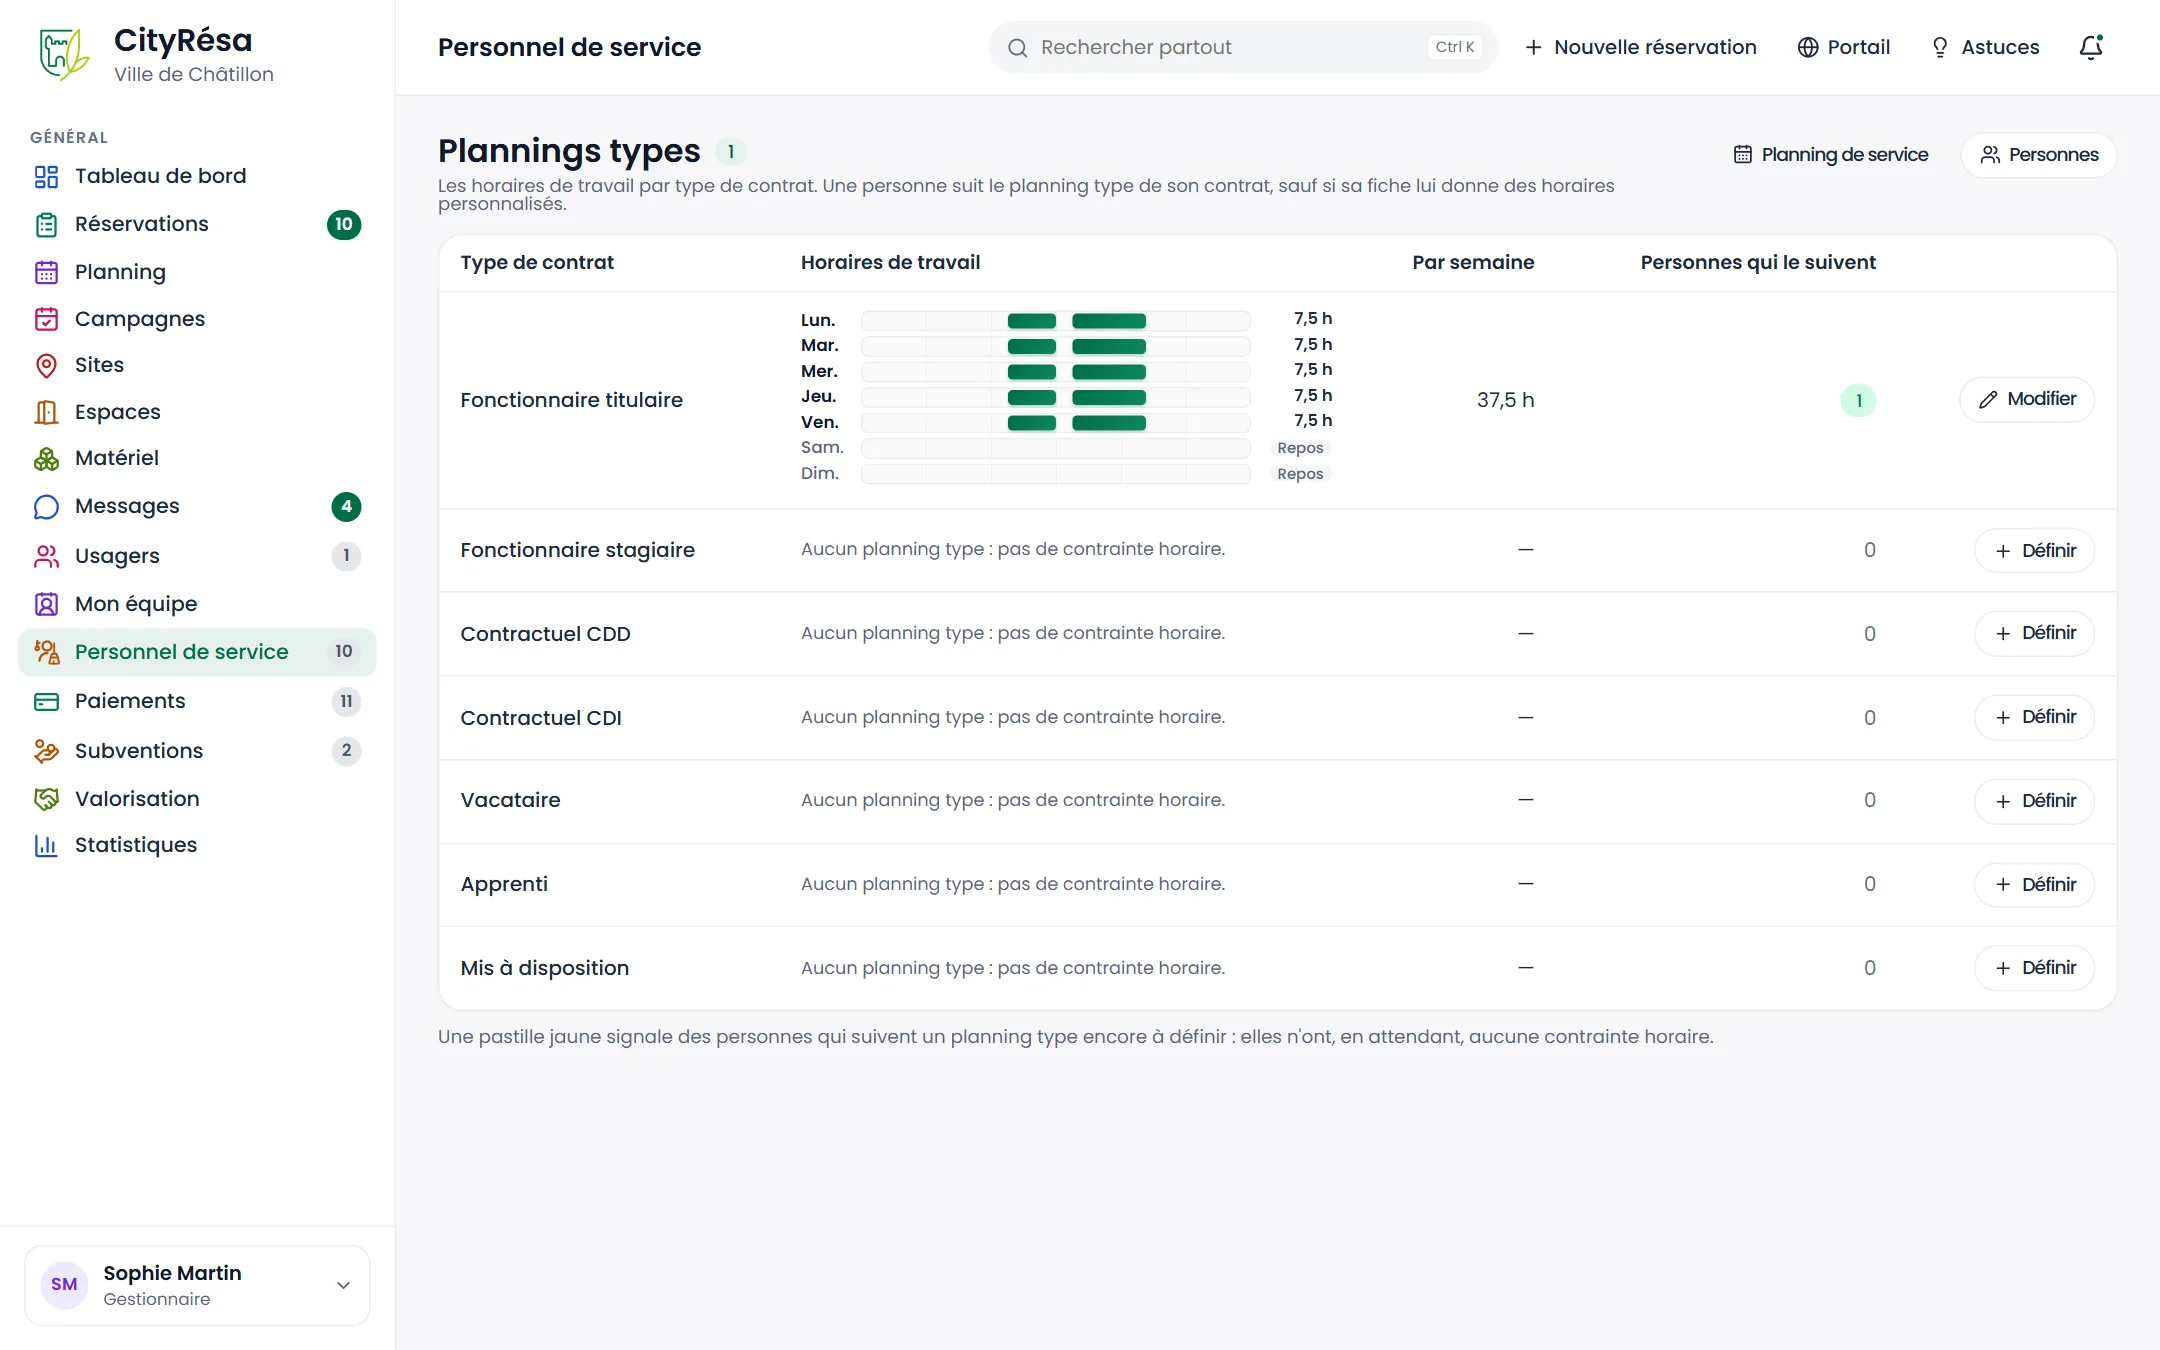 CityRésa
Ville de Châtillon
GÉNÉRAL
Tableau de bord
Réservations 10
Planning
Campagnes
Sites
Espaces
Matériel
Messages 4
Usagers 1
Mon équipe
Personnel de service 10
Paiements 11
Subventions 2
Valorisation
Statistiques
SM
Sophie Martin
Gestionnaire
Personnel de service
Rechercher partout Ctrl K
Nouvelle réservation
Portail
Astuces
Plannings types 1
Les horaires de travail par type de contrat. Une personne suit le planning type de son contrat, sauf si sa fiche lui donne des horaires
personnalisés.
Planning de service
Personnes
Type de contrat Horaires de travail Par semaine Personnes qui le suivent
Fonctionnaire titulaire
Lun. 7,5 h
Mar. 7,5 h
Mer. 7,5 h
Jeu. 7,5 h
Ven. 7,5 h
Sam. Repos
Dim. Repos
37,5 h 1 Modifier
Fonctionnaire stagiaire Aucun planning type : pas de contrainte horaire. — 0 Définir
Contractuel CDD Aucun planning type : pas de contrainte horaire. — 0 Définir
Contractuel CDI Aucun planning type : pas de contrainte horaire. — 0 Définir
Vacataire Aucun planning type : pas de contrainte horaire. — 0 Définir
Apprenti Aucun planning type : pas de contrainte horaire. — 0 Définir
Mis à disposition Aucun planning type : pas de contrainte horaire. — 0 Définir
Une pastille jaune signale des personnes qui suivent un planning type encore à définir : elles n'ont, en attendant, aucune contrainte horaire.